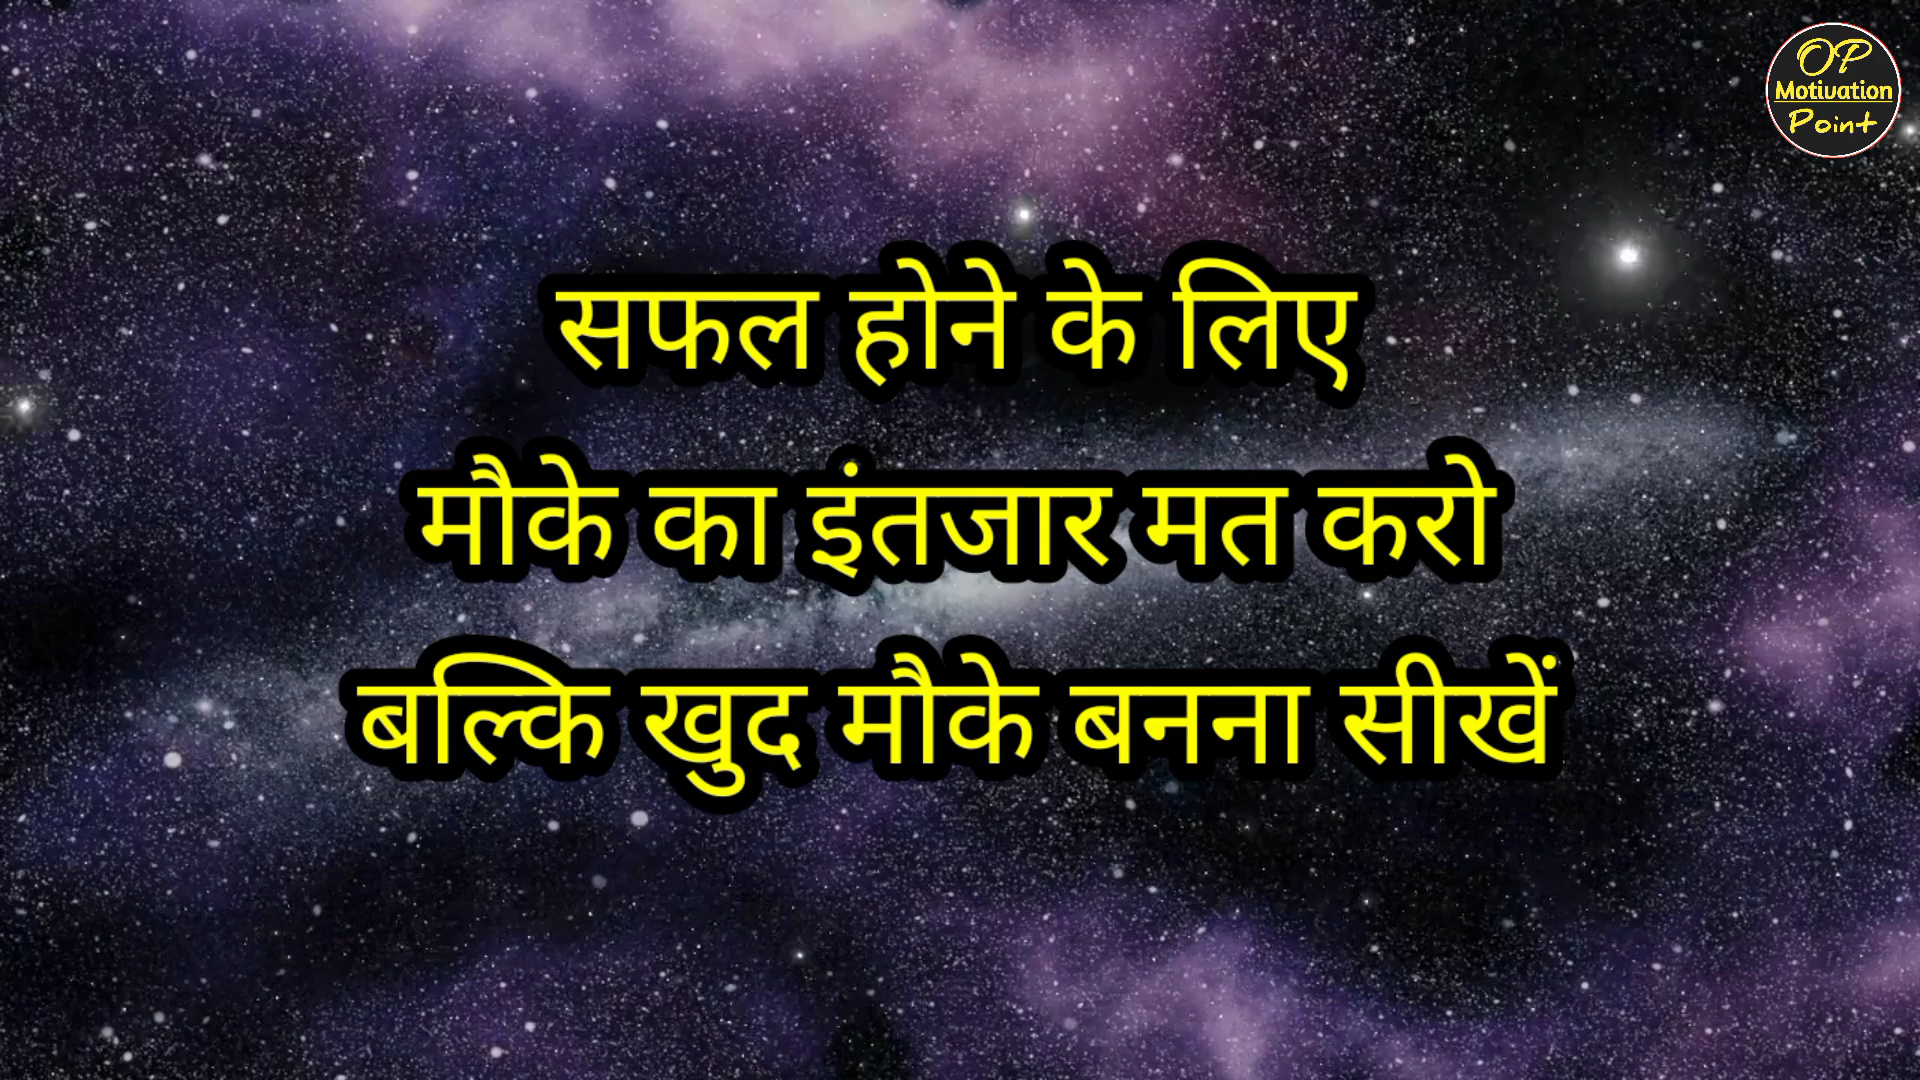 OP
Motivation
Point
सफल होने के लिए
मौके का इंतजार मत करो
बल्कि खुद मौके बनना सीखें